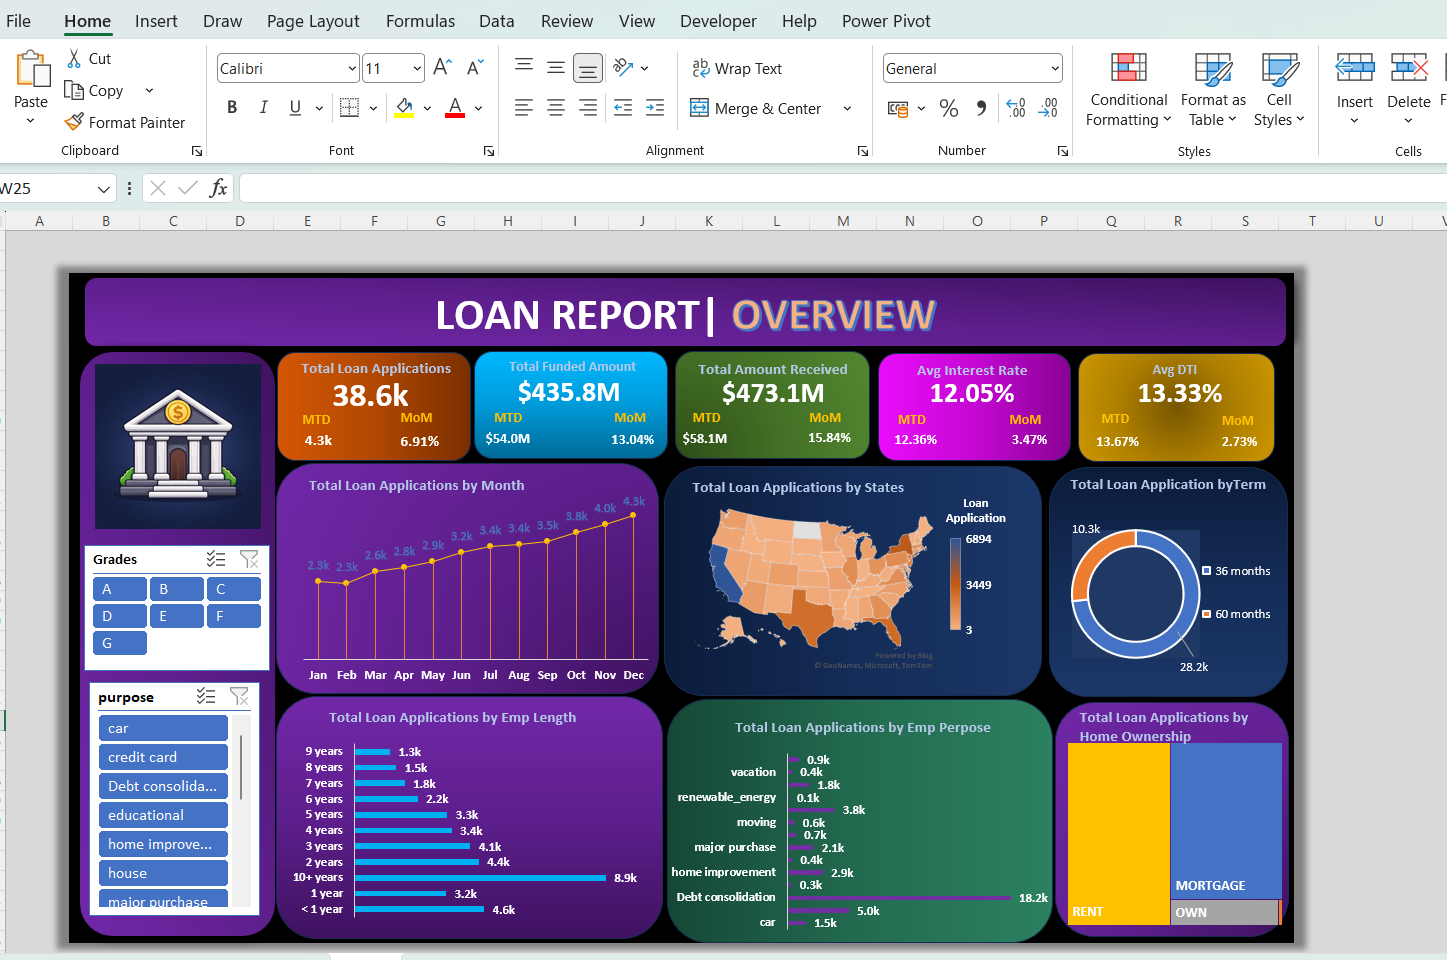 File Home Insert Draw Page Layout Formulas Data Review View Developer Help Power Pivot
Paste
Cut
Copy
Format Painter
Clipboard
Calibri 11
B I U
Font
ab
Wrap Text
Merge & Center
Alignment
General
% 
Number
Conditional Formatting
Format as Table
Cell Styles
Styles
Insert
Delete
Cells
W25
fx
A B C D E F G H I J K L M N O P Q R S T U
LOAN REPORT| OVERVIEW
Total Loan Applications
38.6k
MTD MoM
4.3k 6.91%
Total Funded Amount
$435.8M
MTD MoM
$54.0M 13.04%
Total Amount Received
$473.1M
MTD MoM
$58.1M 15.84%
Avg Interest Rate
12.05%
MTD MoM
12.36% 3.47%
Avg DTI
13.33%
MTD MoM
13.67% 2.73%
Grades
A B C
D E F
G
purpose
car
credit card
Debt consolida...
educational
home improve...
house
major purchase
Total Loan Applications by Month
2.3k 2.3k 2.6k 2.8k 2.9k 3.2k 3.4k 3.4k 3.5k 3.8k 4.0k 4.3k
Jan Feb Mar Apr May Jun Jul Aug Sep Oct Nov Dec
Total Loan Applications by States
Loan
Application
6894
3449
3
Powered by Bing
© GeoNames, Microsoft, TomTom
Total Loan Application byTerm
10.3k
36 months
60 months
28.2k
Total Loan Applications by Emp Length
9 years 1.3k
8 years 1.5k
7 years 1.8k
6 years 2.2k
5 years 3.3k
4 years 3.4k
3 years 4.1k
2 years 4.4k
10+ years 8.9k
1 year 3.2k
< 1 year 4.6k
Total Loan Applications by Emp Perpose
0.9k
vacation 0.4k
1.8k
renewable_energy 0.1k
3.8k
moving 0.6k
0.7k
major purchase 2.1k
0.4k
home improvement 2.9k
0.3k
Debt consolidation 18.2k
5.0k
car 1.5k
Total Loan Applications by
Home Ownership
RENT
MORTGAGE
OWN